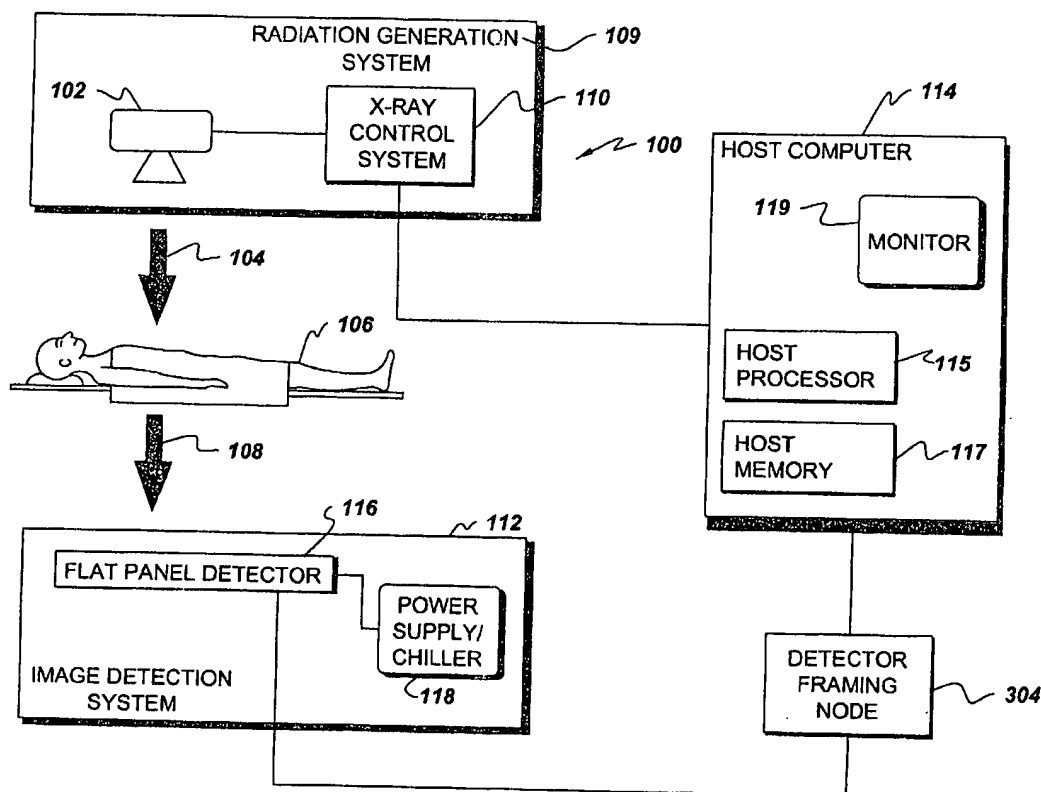 RADIATION GENERATION
SYSTEM
109
102
X-RAY
CONTROL
SYSTEM
110
100
114
HOST COMPUTER
119
MONITOR
104
106
HOST
PROCESSOR
115
108
HOST
MEMORY
117
116
112
FLAT PANEL DETECTOR
POWER
SUPPLY/
CHILLER
118
IMAGE DETECTION
SYSTEM
DETECTOR
FRAMING
NODE
304